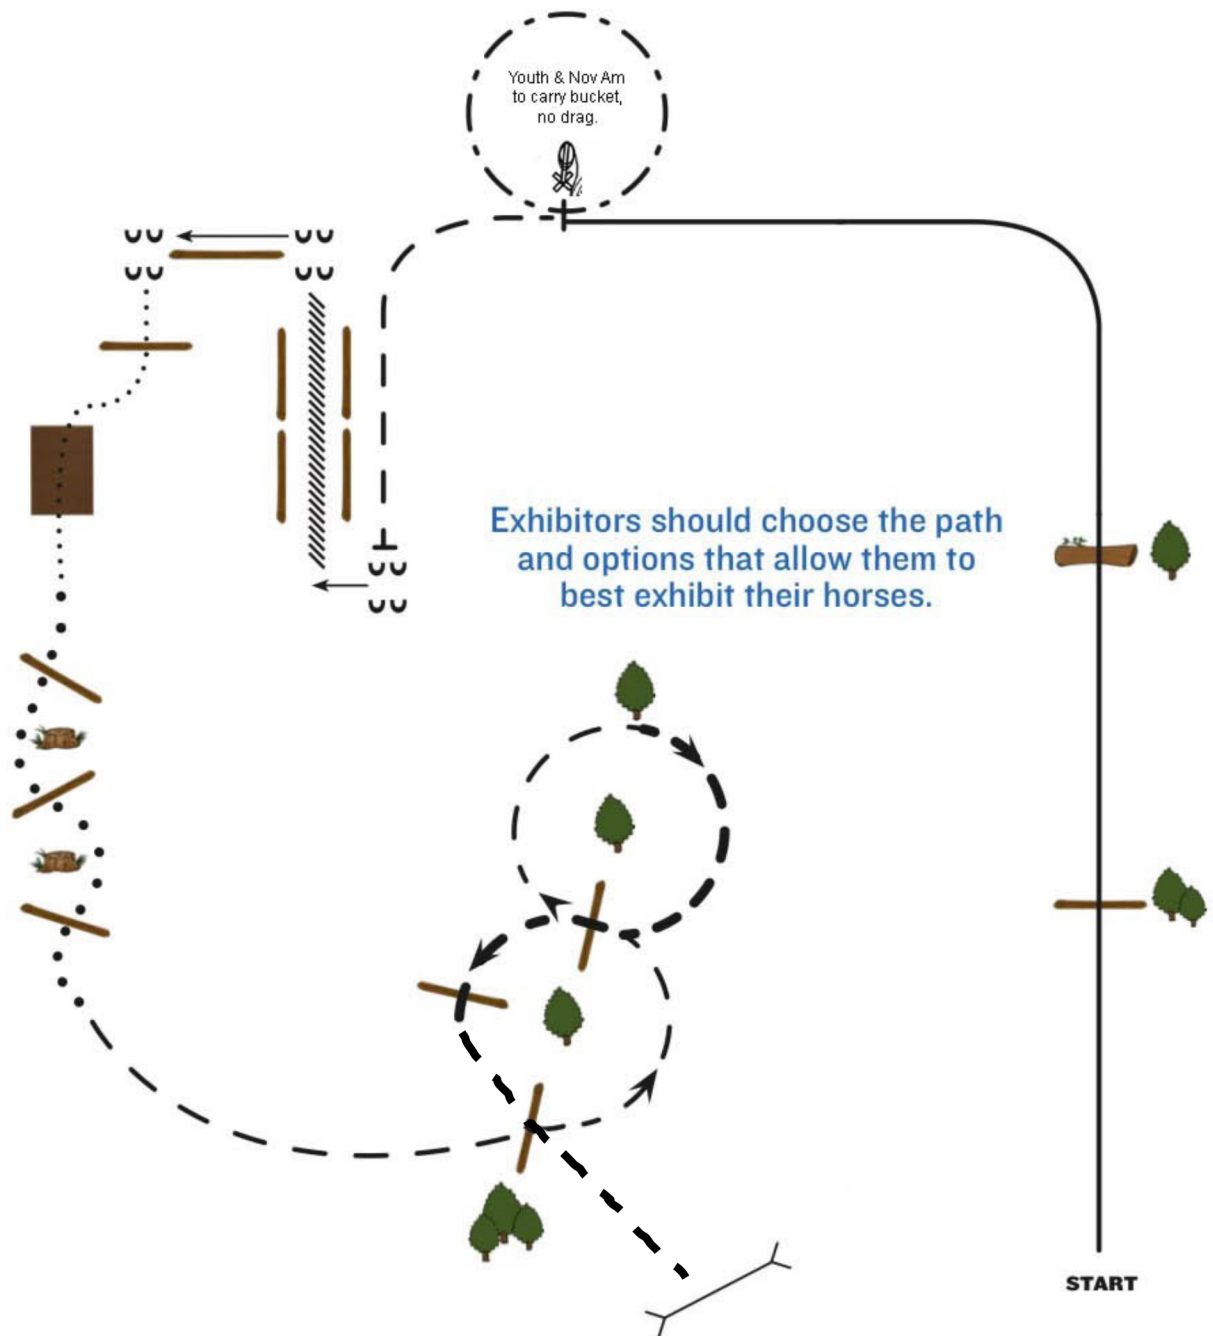 Youth & Nov Am
to carry bucket,
no drag.
Exhibitors should choose the path
and options that allow them to
best exhibit their horses.
START